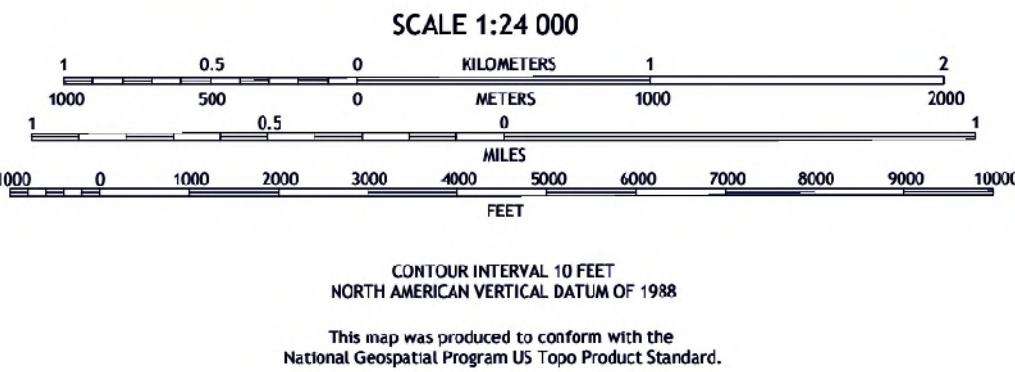 SCALE 1:24 000
1 0.5 0 KILOMETERS 1 2
1000 500 0 METERS 1000 2000
1 0.5 0 1
MILES
1000 0 1000 2000 3000 4000 5000 6000 7000 8000 9000 10000
FEET
CONTOUR INTERVAL 10 FEET
NORTH AMERICAN VERTICAL DATUM OF 1988
This map was produced to conform with the
National Geospatial Program US Topo Product Standard.